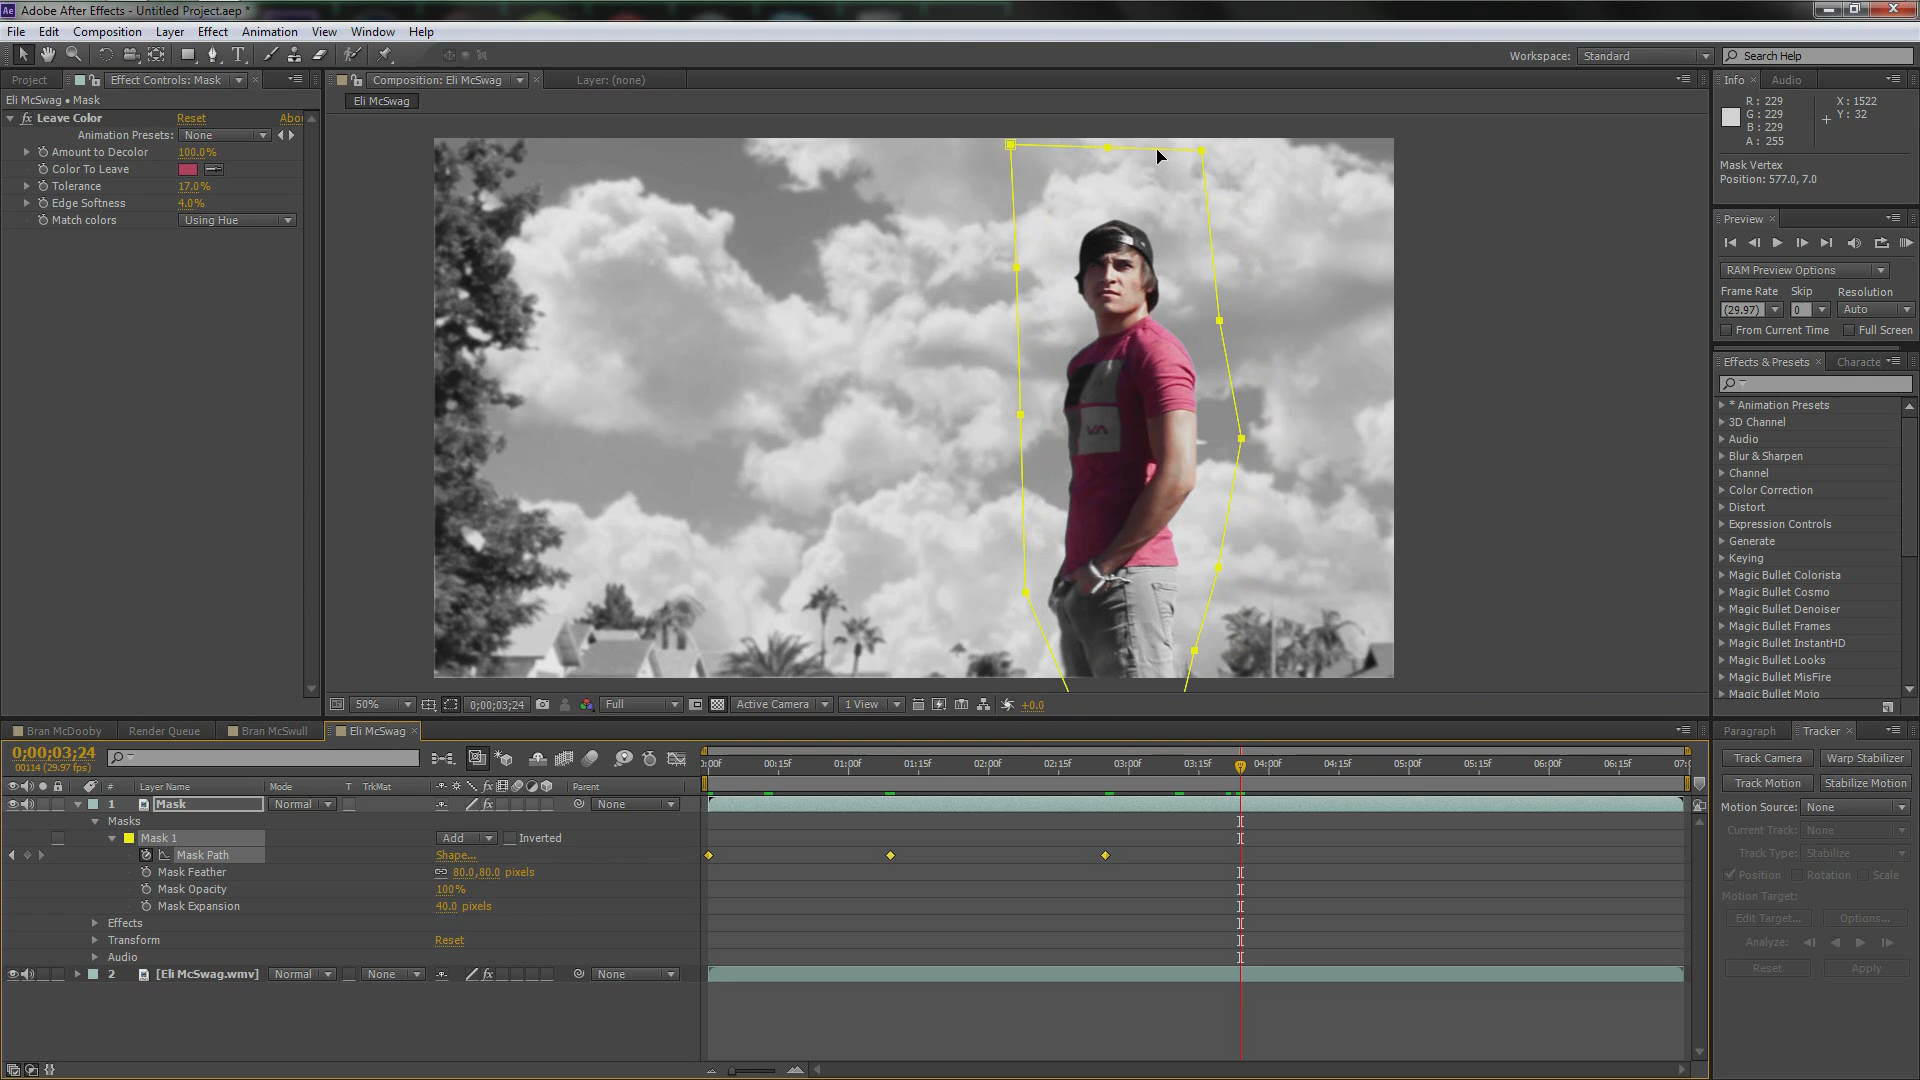 Ae Adobe After Effects - Untitled Project.aep *
File Edit Composition Layer Effect Animation View Window Help
Workspace: Standard Search Help
Project Effect Controls: Mask
Composition: Eli McSwag Layer: (none)
Info Audio
Eli McSwag • Mask
Eli McSwag
fx Leave Color Reset Abou
Animation Presets: None
Amount to Decolor 100.0%
Color To Leave
Tolerance 17.0%
Edge Softness 4.0%
Match colors Using Hue
R: 229
G: 229
B: 229
A: 255
X: 1522
Y: 32
Mask Vertex
Position: 577.0, 7.0
Preview
RAM Preview Options
Frame Rate Skip Resolution
(29.97) 0 Auto
From Current Time Full Screen
Effects & Presets Characte
* Animation Presets
3D Channel
Audio
Blur & Sharpen
Channel
Color Correction
Distort
Expression Controls
Generate
Keying
Magic Bullet Colorista
Magic Bullet Cosmo
Magic Bullet Denoiser
Magic Bullet Frames
Magic Bullet InstantHD
Magic Bullet Looks
Magic Bullet MisFire
Magic Bullet Mojo
50% 0;00;03;24 Full Active Camera 1 View +0.0
Bran McDooby Render Queue Bran McSwull Eli McSwag
0;00;03;24
00114 (29.97 fps)
0:00f 00:15f 01:00f 01:15f 02:00f 02:15f 03:00f 03:15f 04:00f 04:15f 05:00f 05:15f 06:00f 06:15f 07:0
# Layer Name Mode T TrkMat Parent
1 Mask Normal None
Masks
Mask 1 Add Inverted
Mask Path Shape...
Mask Feather 80.0,80.0 pixels
Mask Opacity 100%
Mask Expansion 40.0 pixels
Effects
Transform Reset
Audio
2 [Eli McSwag.wmv] Normal None None
Paragraph Tracker
Track Camera Warp Stabilizer
Track Motion Stabilize Motion
Motion Source: None
Current Track: None
Track Type: Stabilize
Position Rotation Scale
Motion Target:
Edit Target... Options...
Analyze:
Reset Apply